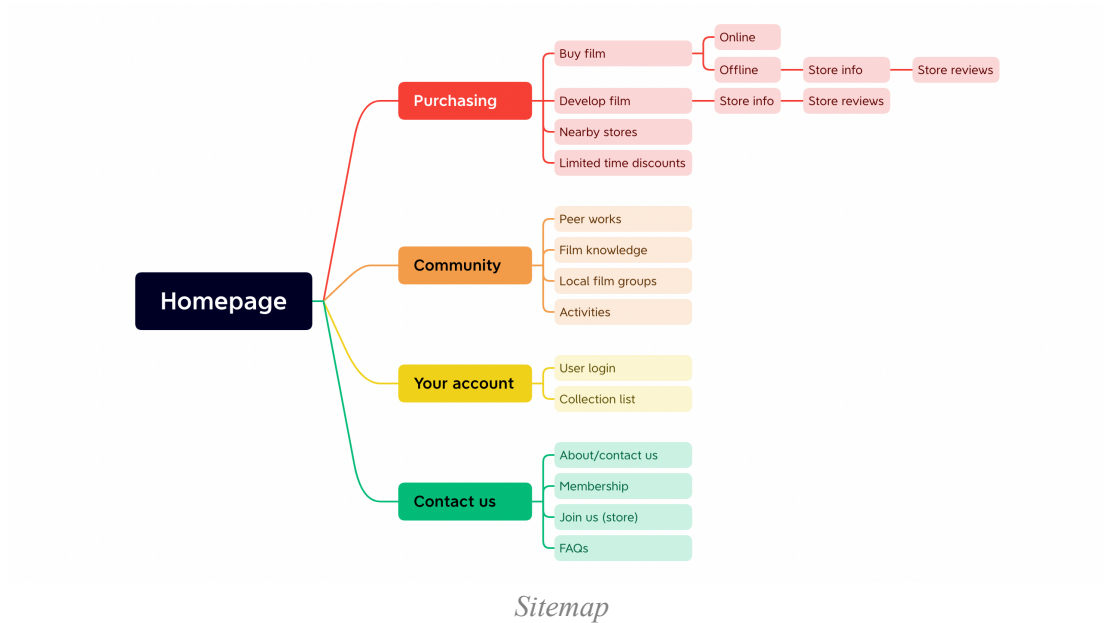 Homepage
Purchasing
Buy film
Online
Offline
Store info
Store reviews
Develop film
Store info
Store reviews
Nearby stores
Limited time discounts
Community
Peer works
Film knowledge
Local film groups
Activities
Your account
User login
Collection list
Contact us
About/contact us
Membership
Join us (store)
FAQs
Sitemap